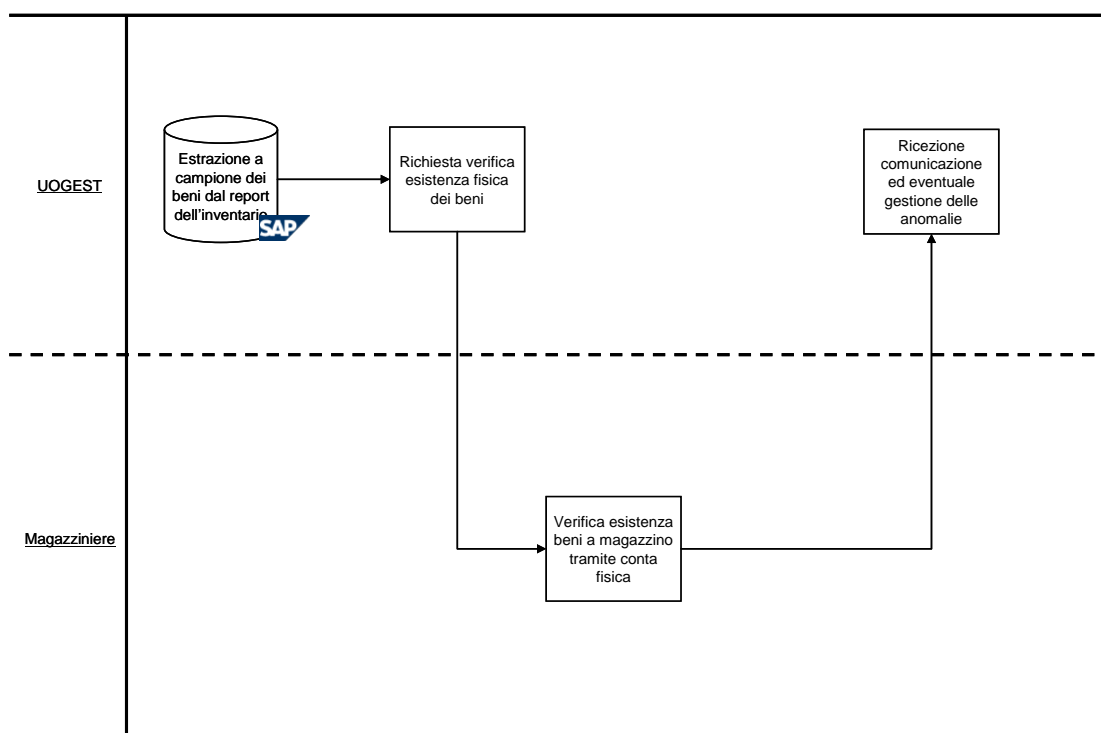 UOGEST
Estrazione a
campione dei
beni dal report
dell'inventario
SAP
Richiesta verifica
esistenza fisica
dei beni
Ricezione
comunicazione
ed eventuale
gestione delle
anomalie
Magazziniere
Verifica esistenza
beni a magazzino
tramite conta
fisica